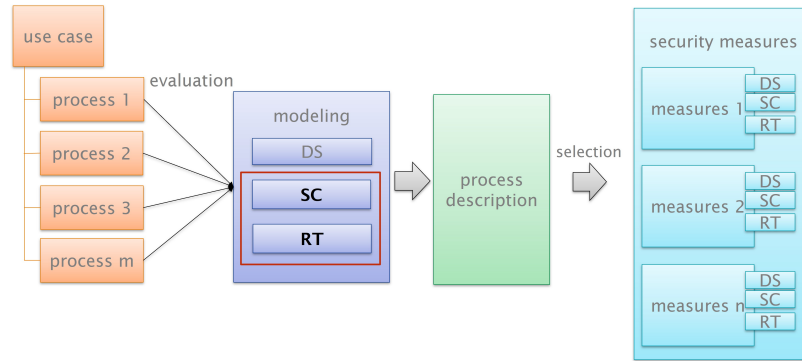 use case
process 1
process 2
process 3
process m
evaluation
modeling
DS
SC
RT
process
description
selection
security measures
measures 1
DS
SC
RT
measures 2
DS
SC
RT
measures n
DS
SC
RT